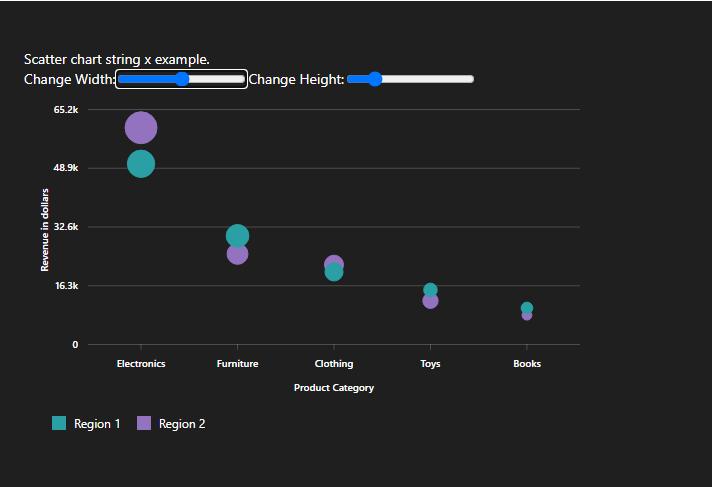 Scatter chart string x example.
Change Width: Change Height:
65.2k
48.9k
32.6k
16.3k
0
Revenue in dollars
Electronics Furniture Clothing Toys Books
Product Category
Region 1 Region 2